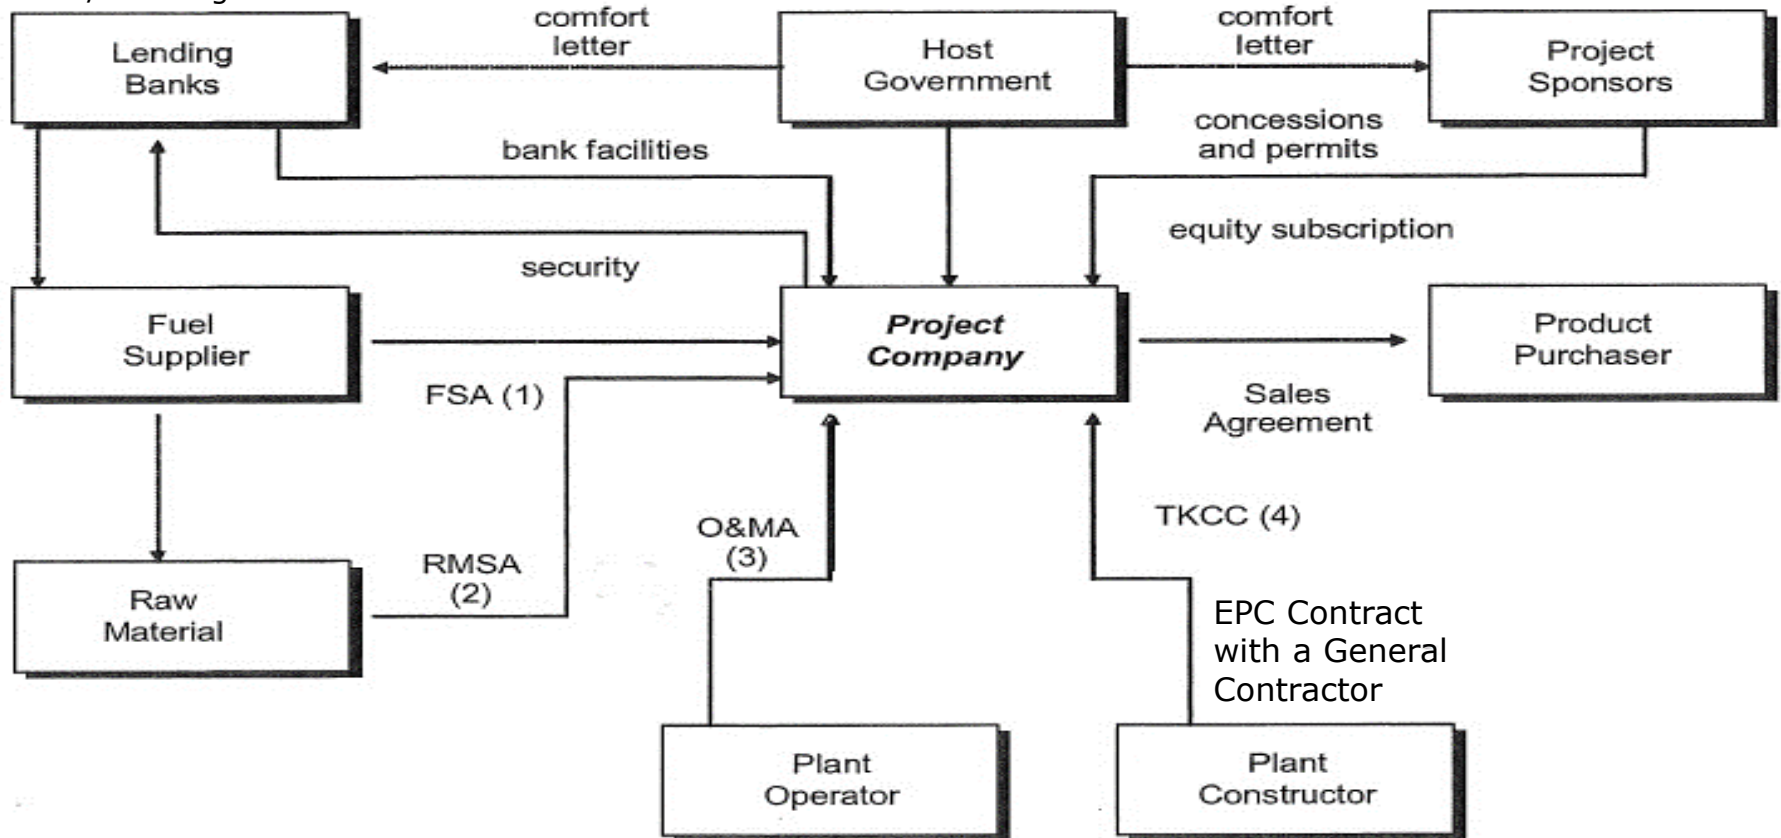 comfort
letter
comfort
letter
Lending
Banks
Host
Government
Project
Sponsors
concessions
and permits
bank facilities
equity subscription
security
Fuel
Supplier
Project
Company
Product
Purchaser
FSA (1)
Sales
Agreement
O&MA
(3)
TKCC (4)
RMSA
(2)
Raw
Material
EPC Contract
with a General
Contractor
Plant
Operator
Plant
Constructor